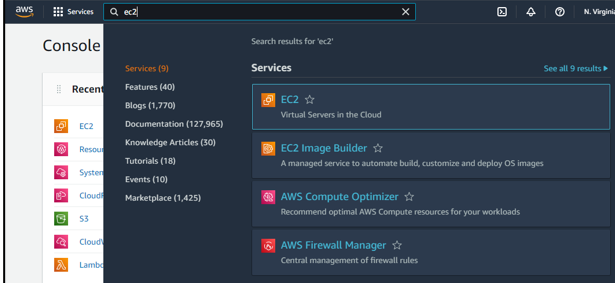 aws
Services
ec2
N. Virginia
Console
Search results for 'ec2'
Services (9)
Features (40)
Blogs (1,770)
Documentation (127,965)
Knowledge Articles (30)
Tutorials (18)
Events (10)
Marketplace (1,425)
Services
See all 9 results
EC2
Virtual Servers in the Cloud
EC2 Image Builder
A managed service to automate build, customize and deploy OS images
AWS Compute Optimizer
Recommend optimal AWS Compute resources for your workloads
AWS Firewall Manager
Central management of firewall rules
Recent
EC2
Resour
System
CloudF
S3
CloudW
Lambd